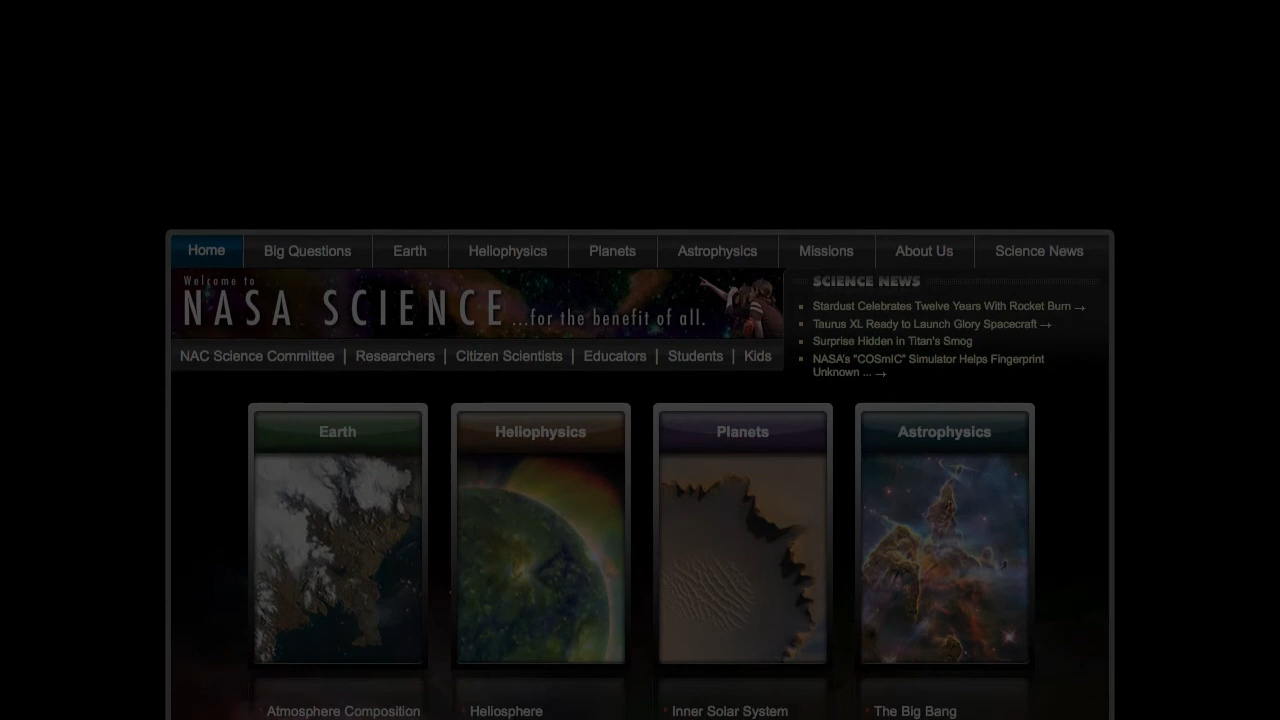 Home Big Questions Earth Heliophysics Planets Astrophysics Missions About Us Science News
Welcome to
NASA SCIENCE ...for the benefit of all.
NAC Science Committee | Researchers | Citizen Scientists | Educators | Students | Kids
SCIENCE NEWS
Stardust Celebrates Twelve Years With Rocket Burn →
Taurus XL Ready to Launch Glory Spacecraft →
Surprise Hidden in Titan's Smog
NASA's "COSmIC" Simulator Helps Fingerprint
Unknown ... →
Earth Heliophysics Planets Astrophysics
Atmosphere Composition Heliosphere Inner Solar System The Big Bang